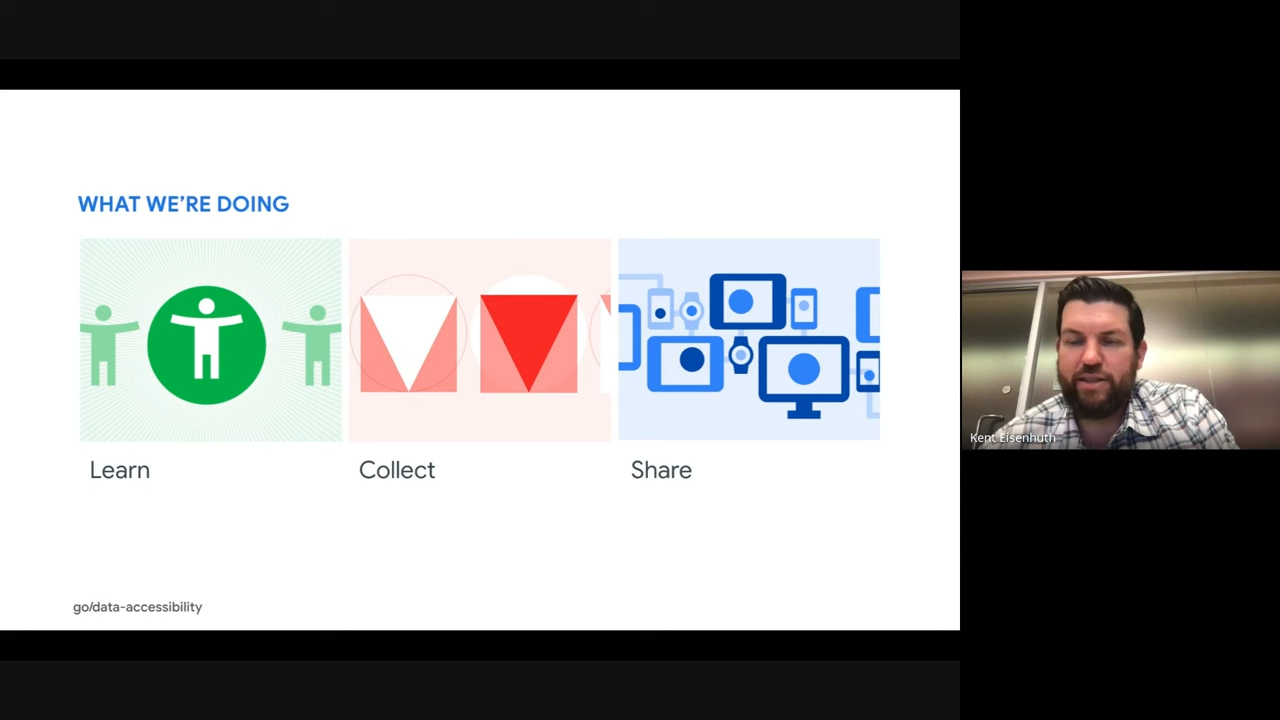 WHAT WE'RE DOING
Learn
Collect
Share
go/data-accessibility
Kent Eisenhuth